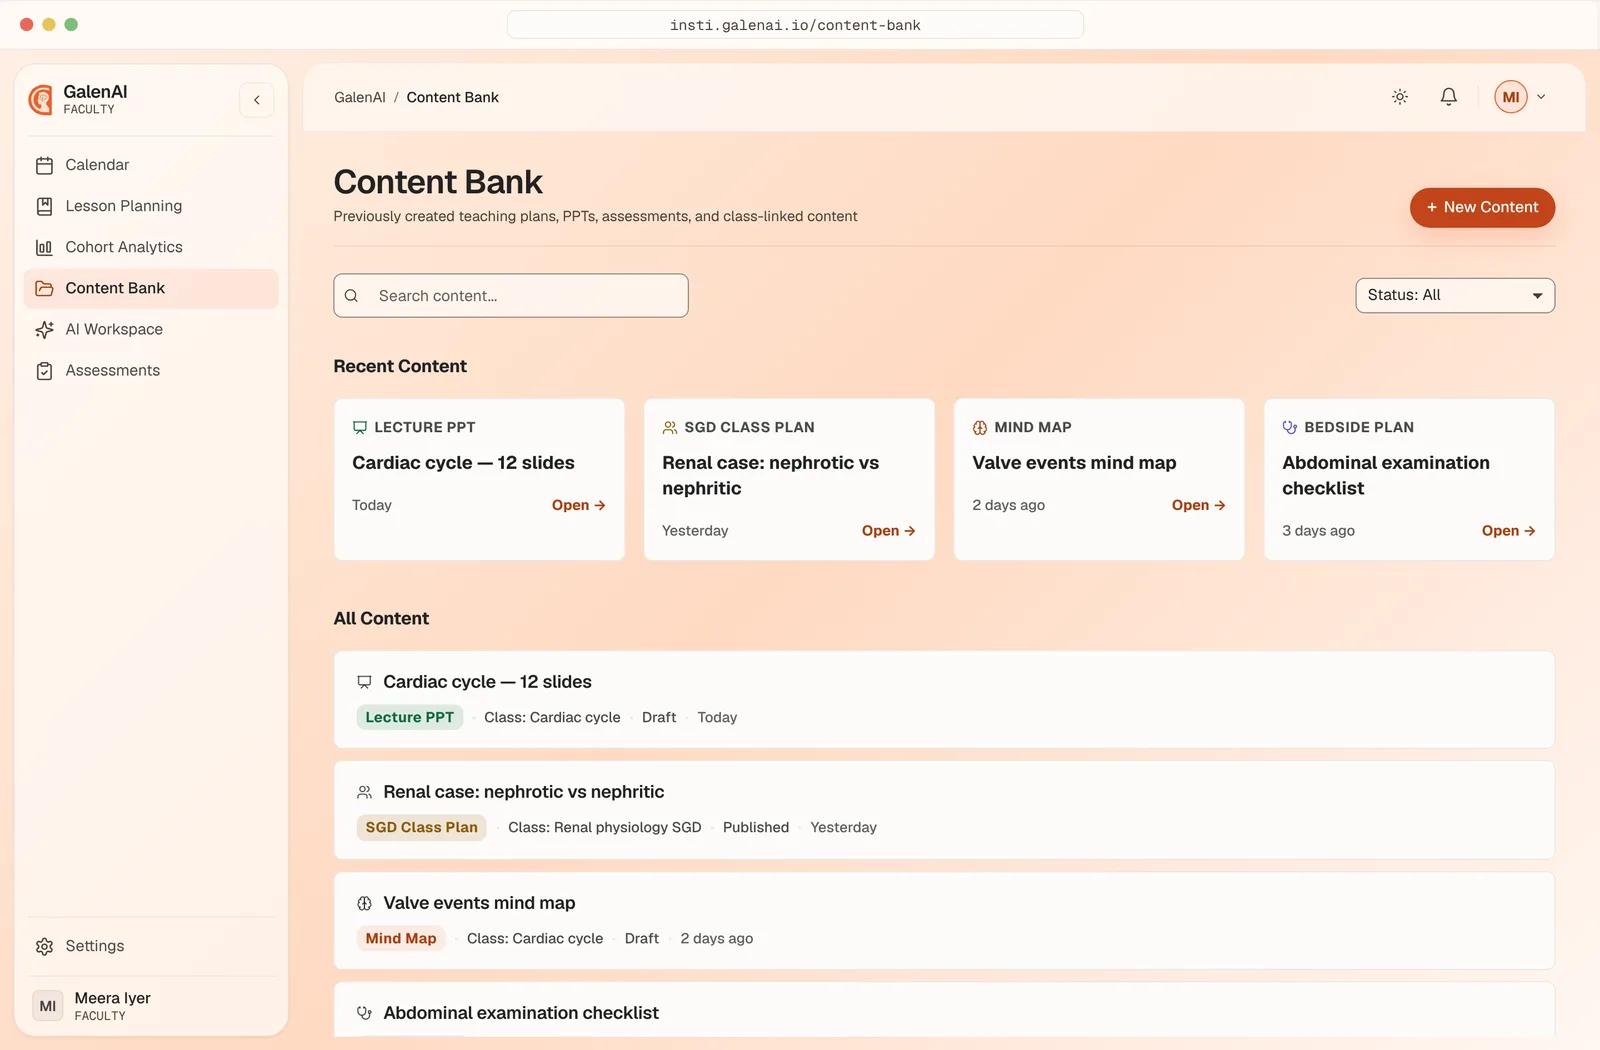 insti.galenai.io/content-bank
GalenAI
FACULTY
Calendar
Lesson Planning
Cohort Analytics
Content Bank
AI Workspace
Assessments
Settings
MI
Meera Iyer
FACULTY
GalenAI / Content Bank
MI
Content Bank
Previously created teaching plans, PPTs, assessments, and class-linked content
+ New Content
Search content...
Status: All
Recent Content
LECTURE PPT
Cardiac cycle — 12 slides
Today
Open →
SGD CLASS PLAN
Renal case: nephrotic vs
nephritic
Yesterday
Open →
MIND MAP
Valve events mind map
2 days ago
Open →
BEDSIDE PLAN
Abdominal examination
checklist
3 days ago
Open →
All Content
Cardiac cycle — 12 slides
Lecture PPT · Class: Cardiac cycle · Draft · Today
Renal case: nephrotic vs nephritic
SGD Class Plan · Class: Renal physiology SGD · Published · Yesterday
Valve events mind map
Mind Map · Class: Cardiac cycle · Draft · 2 days ago
Abdominal examination checklist